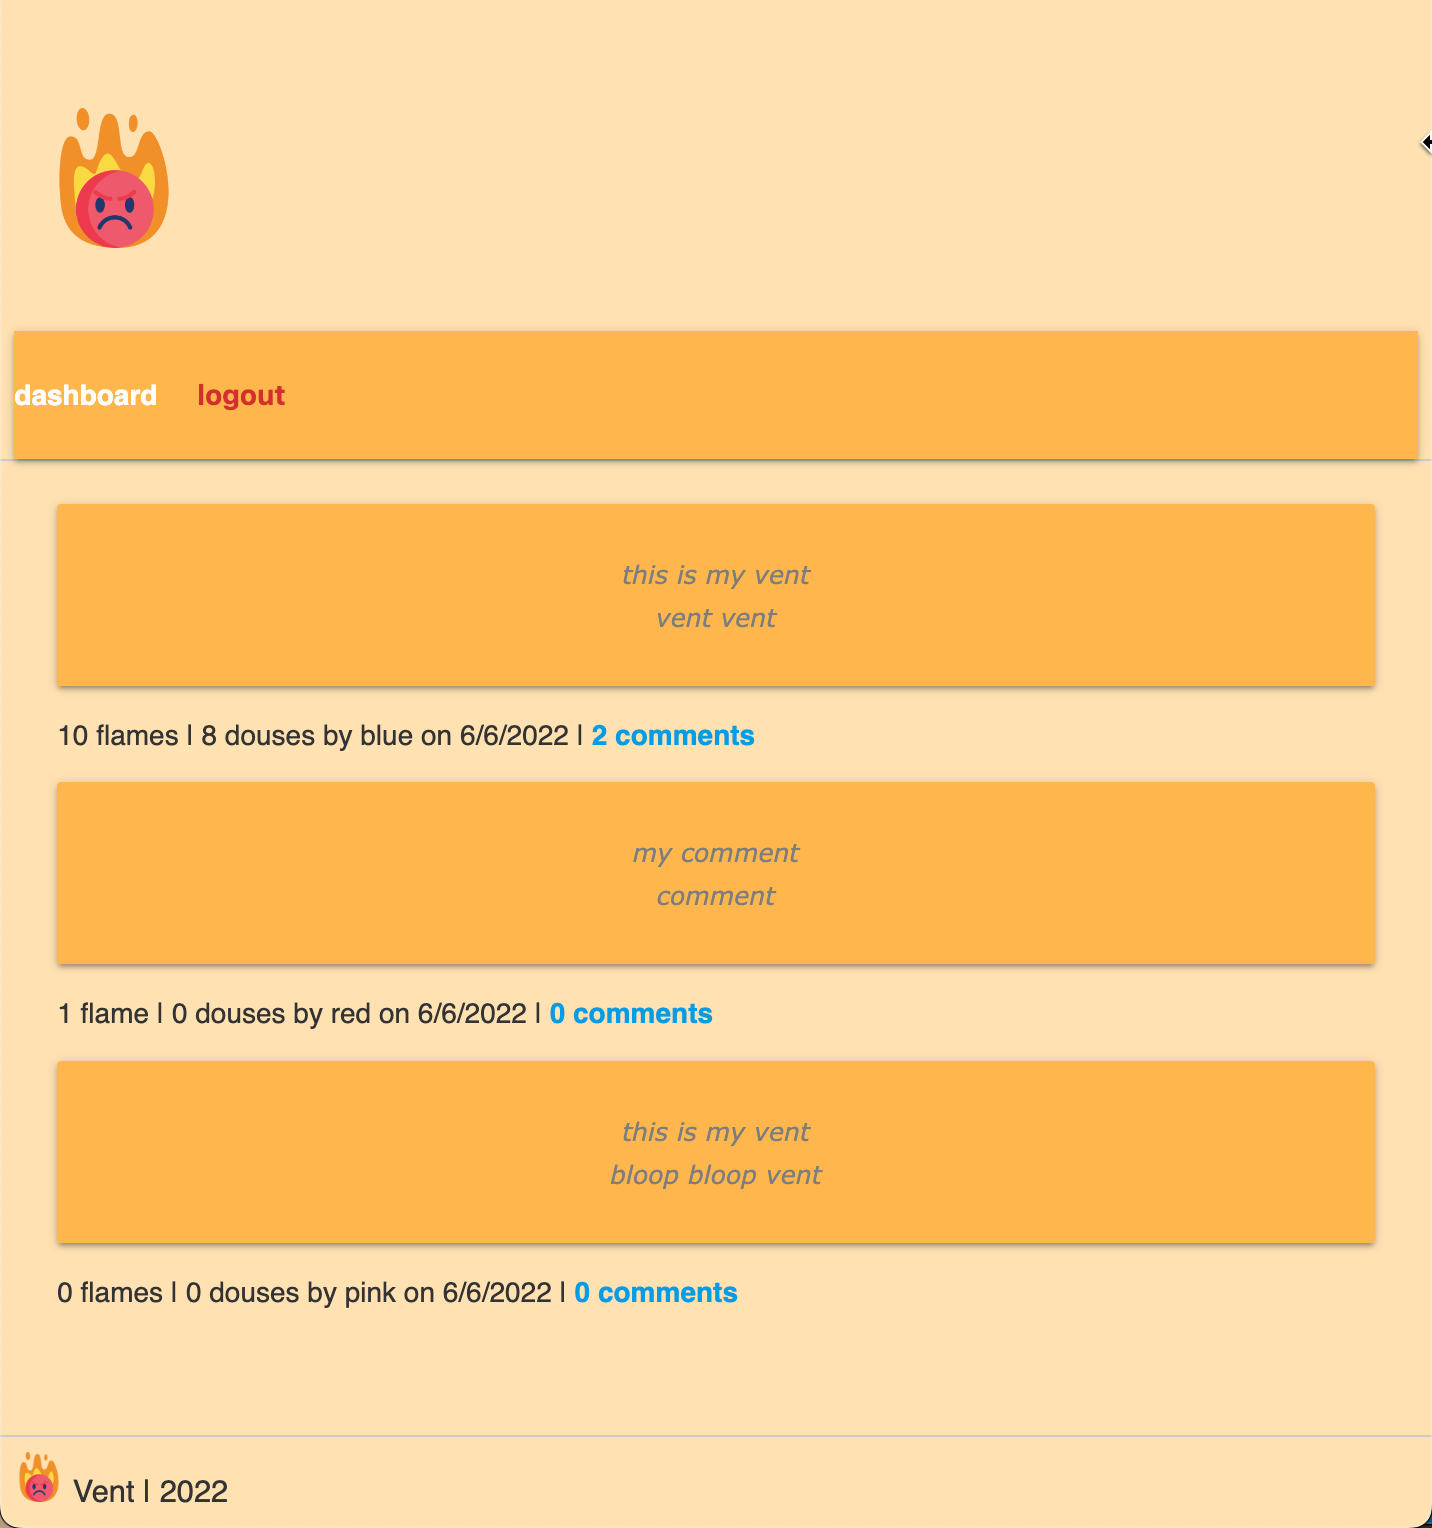 dashboard logout
this is my vent
vent vent
10 flames | 8 douses by blue on 6/6/2022 | 2 comments
my comment
comment
1 flame | 0 douses by red on 6/6/2022 | 0 comments
this is my vent
bloop bloop vent
0 flames | 0 douses by pink on 6/6/2022 | 0 comments
Vent | 2022